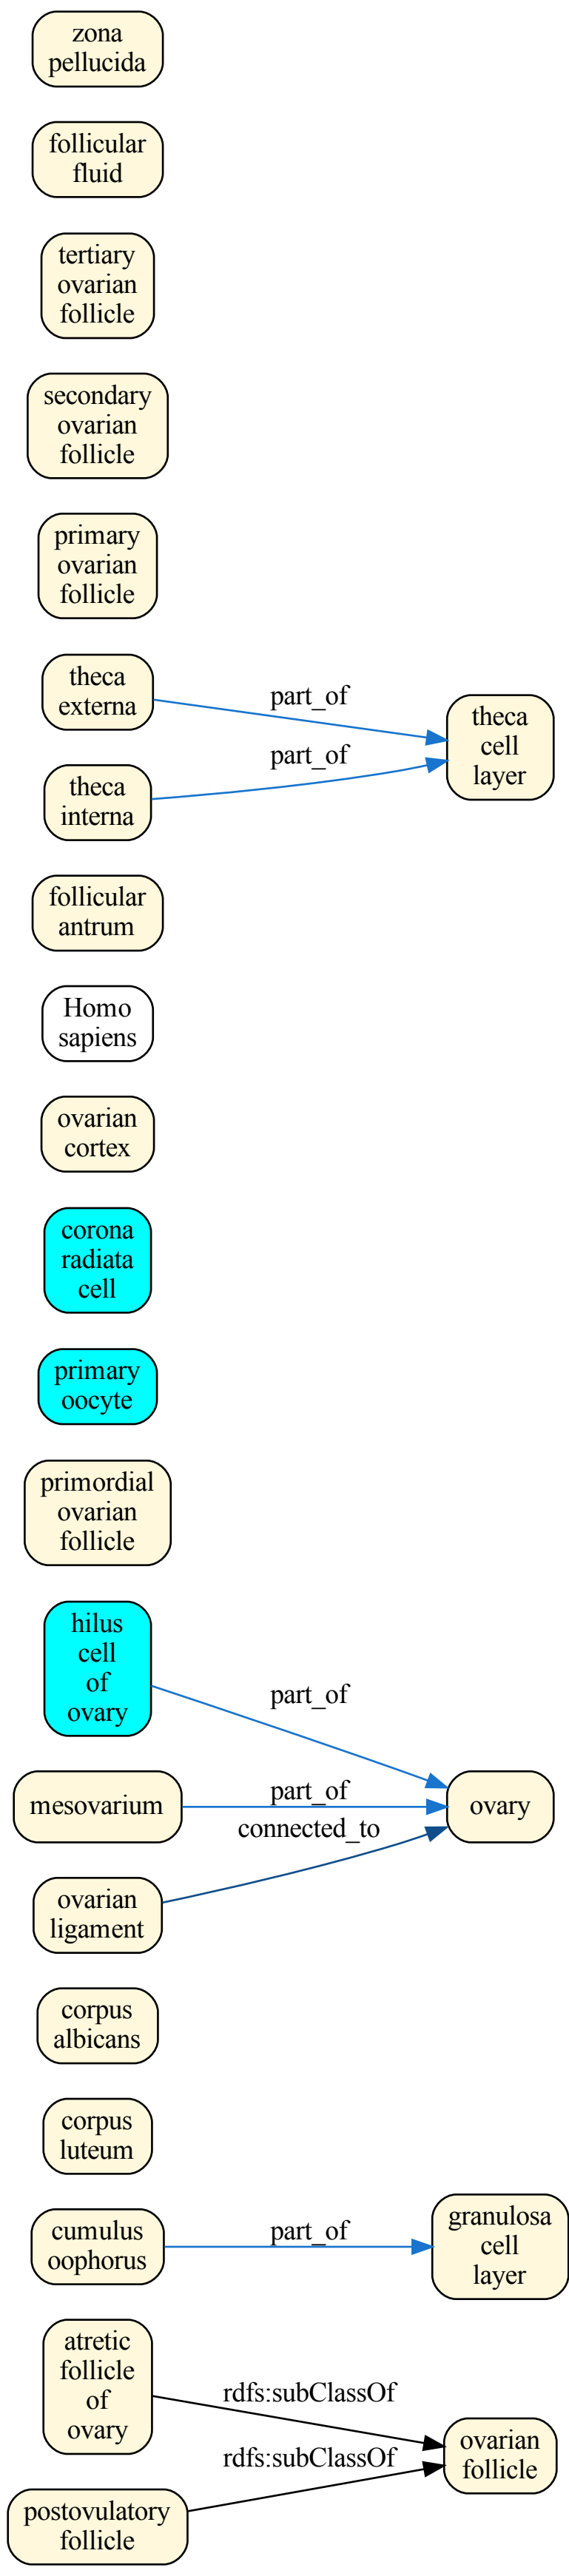 zona
pellucida
follicular
fluid
tertiary
ovarian
follicle
secondary
ovarian
follicle
primary
ovarian
follicle
theca
externa
part_of
theca
cell
layer
part_of
theca
interna
follicular
antrum
Homo
sapiens
ovarian
cortex
corona
radiata
cell
primary
oocyte
primordial
ovarian
follicle
hilus
cell
of
ovary
part_of
mesovarium
part_of
ovary
connected_to
ovarian
ligament
corpus
albicans
corpus
luteum
cumulus
oophorus
part_of
granulosa
cell
layer
atretic
follicle
of
ovary
rdfs:subClassOf
ovarian
follicle
rdfs:subClassOf
postovulatory
follicle